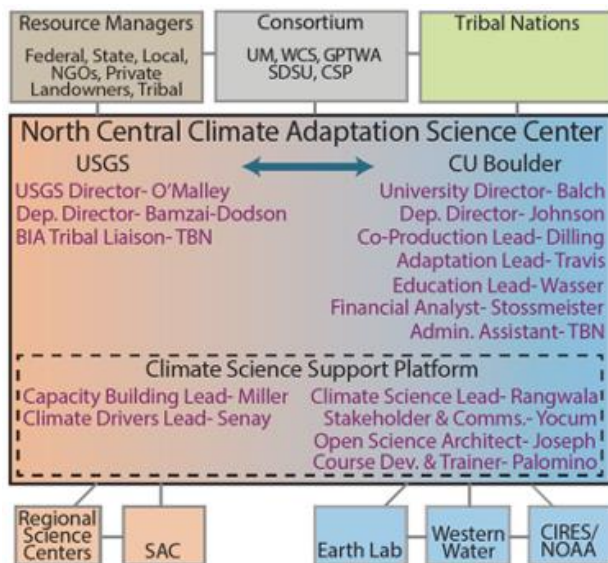 Resource Managers
Federal, State, Local,
NGOs, Private
Landowners, Tribal
Consortium
UM, WCS, GPTWA
SDSU, CSP
Tribal Nations
North Central Climate Adaptation Science Center
USGS
USGS Director- O'Malley
Dep. Director- Bamzai-Dodson
BIA Tribal Liaison- TBN
CU Boulder
University Director- Balch
Dep. Director- Johnson
Co-Production Lead- Dilling
Adaptation Lead- Travis
Education Lead- Wasser
Financial Analyst- Stossmeister
Admin. Assistant- TBN
Climate Science Support Platform
Capacity Building Lead- Miller
Climate Drivers Lead- Senay
Climate Science Lead- Rangwala
Stakeholder & Comms.- Yocum
Open Science Architect- Joseph
Course Dev. & Trainer- Palomino
Regional
Science
Centers
SAC
Earth Lab
Western
Water
CIRES/
NOAA